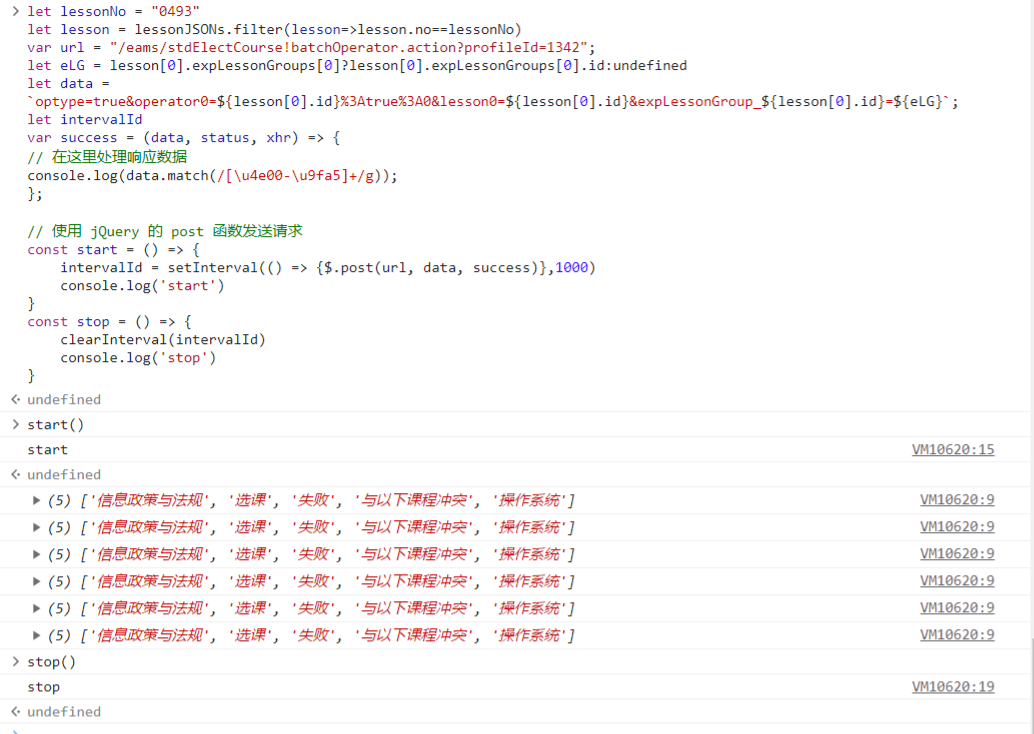 > let lessonNo = "0493"
let lesson = lessonJSONs.filter(lesson=>lesson.no==lessonNo)
var url = "/eams/stdElectCourse!batchOperator.action?profileId=1342";
let eLG = lesson[0].expLessonGroups[0]?lesson[0].expLessonGroups[0].id:undefined
let data =
`optype=true&operator0=${lesson[0].id}%3Atrue%3A0&lesson0=${lesson[0].id}&expLessonGroup_${lesson[0].id}=${eLG}`;
let intervalId
var success = (data, status, xhr) => {
// 在这里处理响应数据
console.log(data.match(/[\u4e00-\u9fa5]+/g));
};
// 使用 jQuery 的 post 函数发送请求
const start = () => {
intervalId = setInterval(() => {$.post(url, data, success)},1000)
console.log('start')
}
const stop = () => {
clearInterval(intervalId)
console.log('stop')
}
undefined
> start()
start VM10620:15
undefined
(5) ['信息政策与法规', '选课', '失败', '与以下课程冲突', '操作系统'] VM10620:9
(5) ['信息政策与法规', '选课', '失败', '与以下课程冲突', '操作系统'] VM10620:9
(5) ['信息政策与法规', '选课', '失败', '与以下课程冲突', '操作系统'] VM10620:9
(5) ['信息政策与法规', '选课', '失败', '与以下课程冲突', '操作系统'] VM10620:9
(5) ['信息政策与法规', '选课', '失败', '与以下课程冲突', '操作系统'] VM10620:9
(5) ['信息政策与法规', '选课', '失败', '与以下课程冲突', '操作系统'] VM10620:9
> stop()
stop VM10620:19
undefined